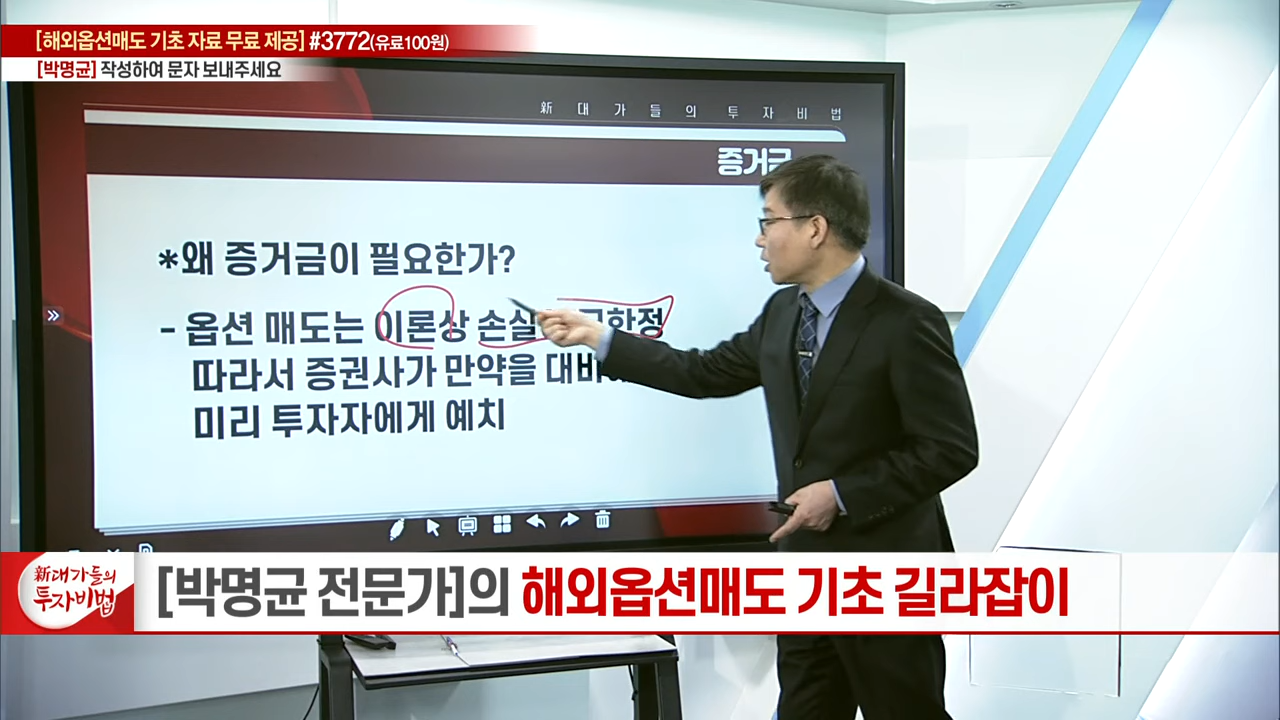 [해외옵션매도 기초 자료 무료 제공] #3772(유료100원)
[박명균] 작성하여 문자 보내주세요
新 대 가 들 의 투 자 비 법
증거금
*왜 증거금이 필요한가?
- 옵션 매도는 이론상 손실
따라서 증권사가 만약을
미리 투자자에게 예치
新대가들의
투자비법
[박명균 전문가]의 해외옵션매도 기초 길라잡이